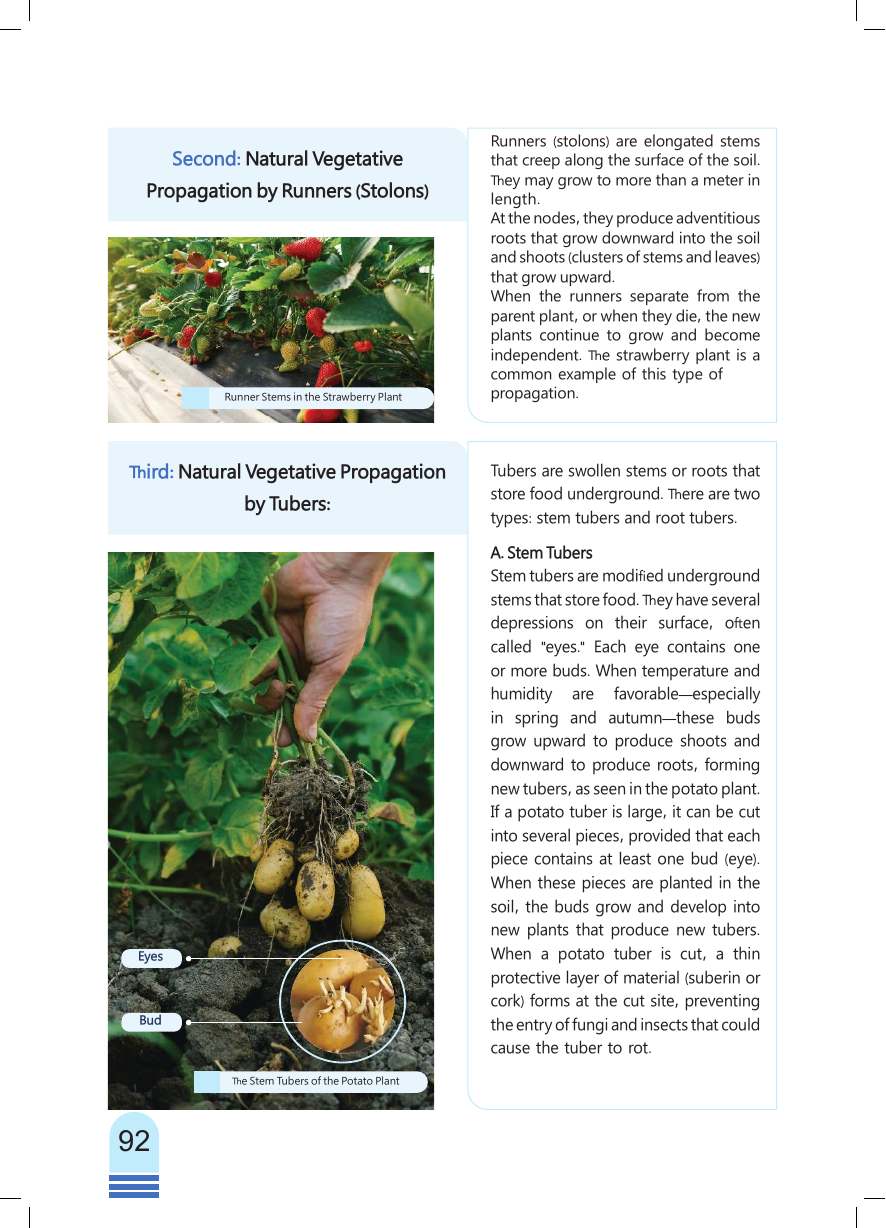 Second: Natural Vegetative
Propagation by Runners (Stolons)
Runner Stems in the Strawberry Plant
Runners (stolons) are elongated stems
that creep along the surface of the soil.
They may grow to more than a meter in
length.
At the nodes, they produce adventitious
roots that grow downward into the soil
and shoots (clusters of stems and leaves)
that grow upward.
When the runners separate from the
parent plant, or when they die, the new
plants continue to grow and become
independent. The strawberry plant is a
common example of this type of
propagation.
Third: Natural Vegetative Propagation
by Tubers:
Eyes
Bud
The Stem Tubers of the Potato Plant
Tubers are swollen stems or roots that
store food underground. There are two
types: stem tubers and root tubers.
A. Stem Tubers
Stem tubers are modified underground
stems that store food. They have several
depressions on their surface, often
called "eyes." Each eye contains one
or more buds. When temperature and
humidity are favorable—especially
in spring and autumn—these buds
grow upward to produce shoots and
downward to produce roots, forming
new tubers, as seen in the potato plant.
If a potato tuber is large, it can be cut
into several pieces, provided that each
piece contains at least one bud (eye).
When these pieces are planted in the
soil, the buds grow and develop into
new plants that produce new tubers.
When a potato tuber is cut, a thin
protective layer of material (suberin or
cork) forms at the cut site, preventing
the entry of fungi and insects that could
cause the tuber to rot.
92